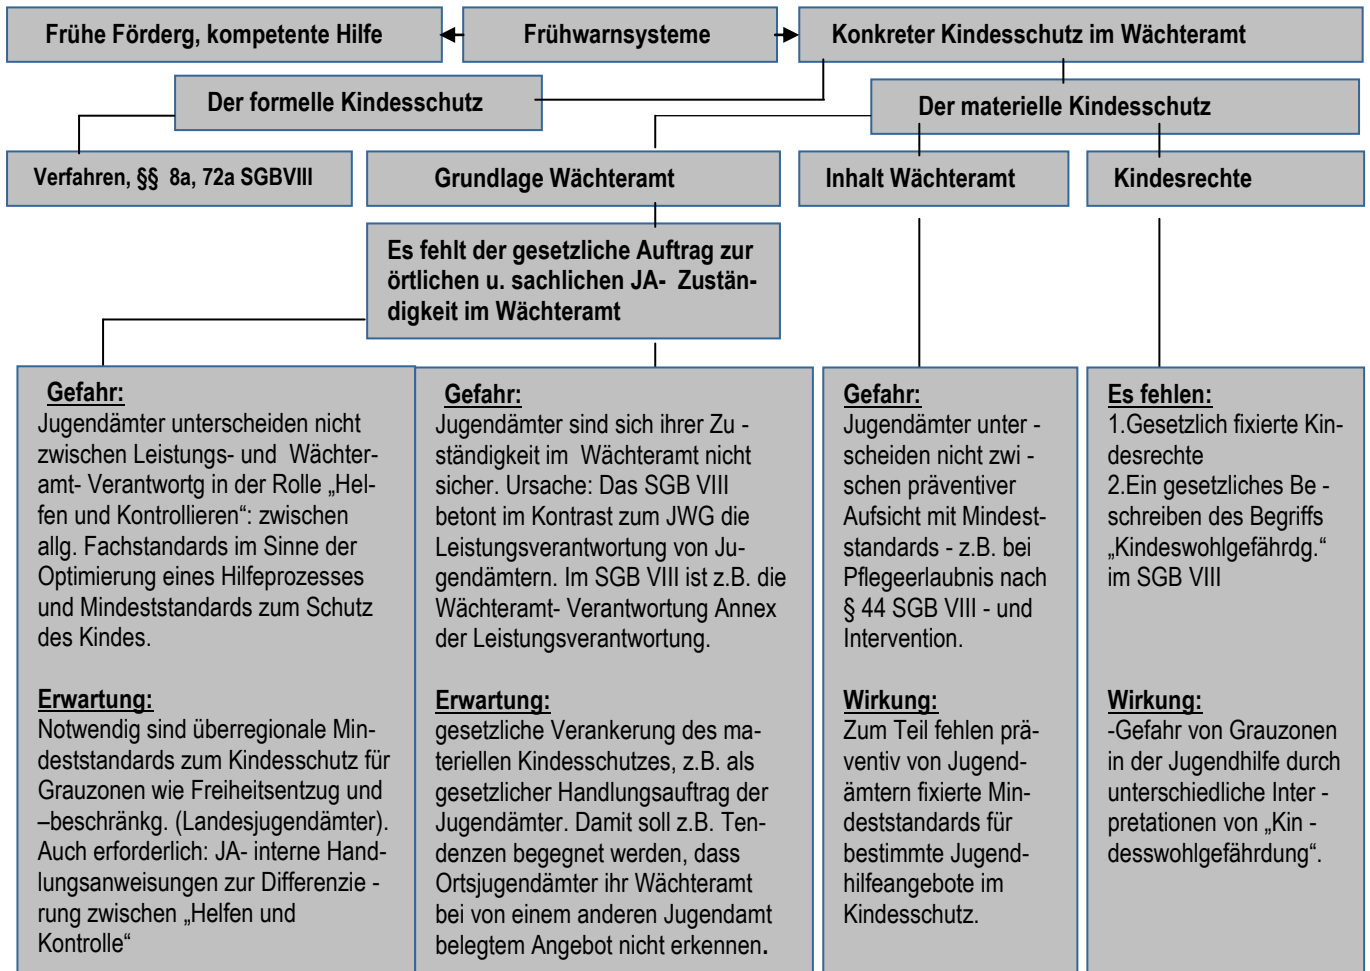 Frühe Förderg, kompetente Hilfe
Frühwarnsysteme
Konkreter Kindesschutz im Wächteramt
Der formelle Kindesschutz
Der materielle Kindesschutz
Verfahren, §§ 8a, 72a SGBVIII
Grundlage Wächteramt
Inhalt Wächteramt
Kindesrechte
Es fehlt der gesetzliche Auftrag zur
örtlichen u. sachlichen JA- Zustän-
digkeit im Wächteramt
Gefahr:
Jugendämter unterscheiden nicht
zwischen Leistungs- und Wächter-
amt- Verantwortg in der Rolle „Hel-
fen und Kontrollieren“: zwischen
allg. Fachstandards im Sinne der
Optimierung eines Hilfeprozesses
und Mindeststandards zum Schutz
des Kindes.
Erwartung:
Notwendig sind überregionale Min-
deststandards zum Kindesschutz für
Grauzonen wie Freiheitsentzug und
–beschränkg. (Landesjugendämter).
Auch erforderlich: JA- interne Hand-
lungsanweisungen zur Differenzie -
rung zwischen „Helfen und
Kontrolle“
Gefahr:
Jugendämter sind sich ihrer Zu -
ständigkeit im Wächteramt nicht
sicher. Ursache: Das SGB VIII
betont im Kontrast zum JWG die
Leistungsverantwortung von Ju-
gendämtern. Im SGB VIII ist z.B. die
Wächteramt- Verantwortung Annex
der Leistungsverantwortung.
Erwartung:
gesetzliche Verankerung des ma-
teriellen Kindesschutzes, z.B. als
gesetzlicher Handlungsauftrag der
Jugendämter. Damit soll z.B. Ten-
denzen begegnet werden, dass
Ortsjugendämter ihr Wächteramt
bei von einem anderen Jugendamt
belegtem Angebot nicht erkennen.
Gefahr:
Jugendämter unter -
scheiden nicht zwi -
schen präventiver
Aufsicht mit Mindest-
standards - z.B. bei
Pflegeerlaubnis nach
§ 44 SGB VIII - und
Intervention.
Wirkung:
Zum Teil fehlen prä-
ventiv von Jugend-
ämtern fixierte Min-
deststandards für
bestimmte Jugend-
hilfeangebote im
Kindesschutz.
Es fehlen:
1.Gesetzlich fixierte Kin-
desrechte
2.Ein gesetzliches Be -
schreiben des Begriffs
„Kindeswohlgefährdg.“
im SGB VIII
Wirkung:
-Gefahr von Grauzonen
in der Jugendhilfe durch
unterschiedliche Inter -
pretationen von „Kin -
desswohlgefährdung“.